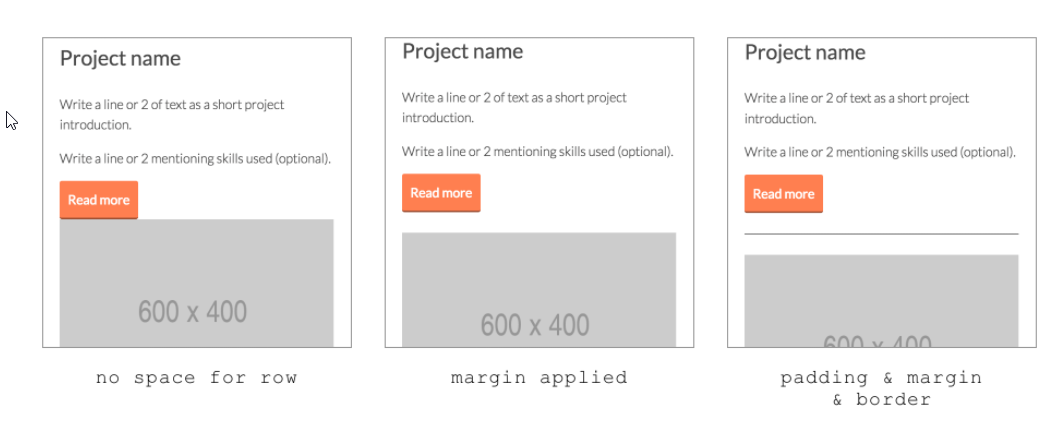 Project name
Write a line or 2 of text as a short project
introduction.
Write a line or 2 mentioning skills used (optional).
Read more
600 x 400
no space for row
Project name
Write a line or 2 of text as a short project
introduction.
Write a line or 2 mentioning skills used (optional).
Read more
600 x 400
margin applied
Project name
Write a line or 2 of text as a short project
introduction.
Write a line or 2 mentioning skills used (optional).
Read more
600 x 400
padding & margin
& border